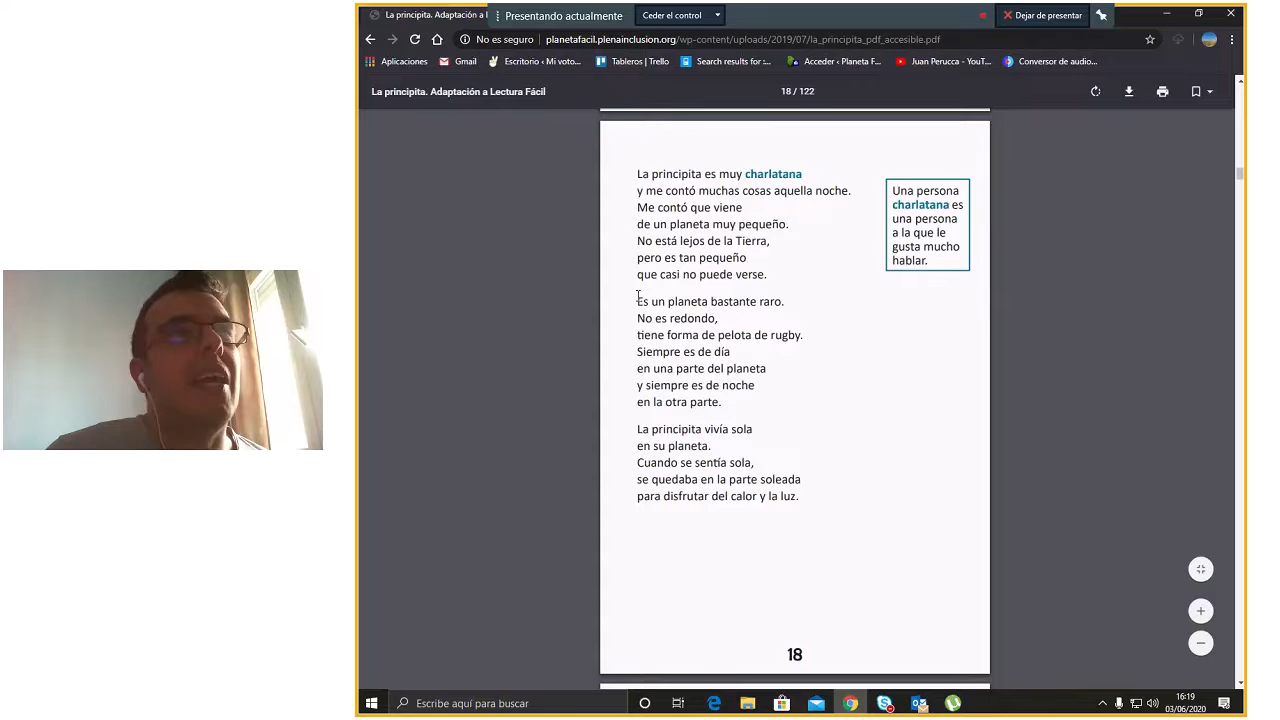 La principita. Adaptación a l
Presentando actualmente
Ceder el control
Dejar de presentar
No es seguro
planetafacil.plenainclusion.org/wp-content/uploads/2019/07/la_principita_pdf_accesible.pdf
Aplicaciones
Gmail
Escritorio ‹ Mi voto...
Tableros | Trello
Search results for :...
Acceder ‹ Planeta F...
Juan Perucca - YouT...
Conversor de audio...
La principita. Adaptación a Lectura Fácil
18 / 122
La principita es muy charlatana
y me contó muchas cosas aquella noche.
Me contó que viene
de un planeta muy pequeño.
No está lejos de la Tierra,
pero es tan pequeño
que casi no puede verse.
Una persona
charlatana es
una persona
a la que le
gusta mucho
hablar.
Es un planeta bastante raro.
No es redondo,
tiene forma de pelota de rugby.
Siempre es de día
en una parte del planeta
y siempre es de noche
en la otra parte.
La principita vivía sola
en su planeta.
Cuando se sentía sola,
se quedaba en la parte soleada
para disfrutar del calor y la luz.
18
Escribe aquí para buscar
16:19
03/06/2020